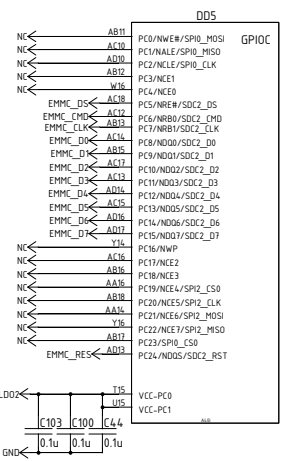 DD5
NC AB11 PC0/NWE#/SPI0_MOSI GPIOC
NC AC10 PC1/NALE/SPI0_MISO
NC AD10 PC2/NCLE/SPI0_CLK
NC AB12 PC3/NCE1
NC W16 PC4/NCE0
EMMC_DS AC18 PC5/NRE#/SDC2_DS
EMMC_CMD AC12 PC6/NRB0/SDC2_CMD
EMMC_CLK AB13 PC7/NRB1/SDC2_CLK
EMMC_D0 AC14 PC8/NDQ0/SDC2_D0
EMMC_D1 AB15 PC9/NDQ1/SDC2_D1
EMMC_D2 AC17 PC10/NDQ2/SDC2_D2
EMMC_D3 AC13 PC11/NDQ3/SDC2_D3
EMMC_D4 AD14 PC12/NDQ4/SDC2_D4
EMMC_D5 AC15 PC13/NDQ5/SDC2_D5
EMMC_D6 AD16 PC14/NDQ6/SDC2_D6
EMMC_D7 AD17 PC15/NDQ7/SDC2_D7
NC Y14 PC16/NWP
NC AC16 PC17/NCE2
NC AB16 PC18/NCE3
NC AA16 PC19/NCE4/SPI2_CS0
NC AB18 PC20/NCE5/SPI2_CLK
NC AA14 PC21/NCE6/SPI2_MOSI
NC Y16 PC22/NCE7/SPI2_MISO
NC AB17 PC23/SPI0_CS0
EMMC_RES AD13 PC24/NDQS/SDC2_RST
LDO2 T15 VCC-PC0
U15 VCC-PC1
C103 C100 C44
0.1u 0.1u 0.1u
GND